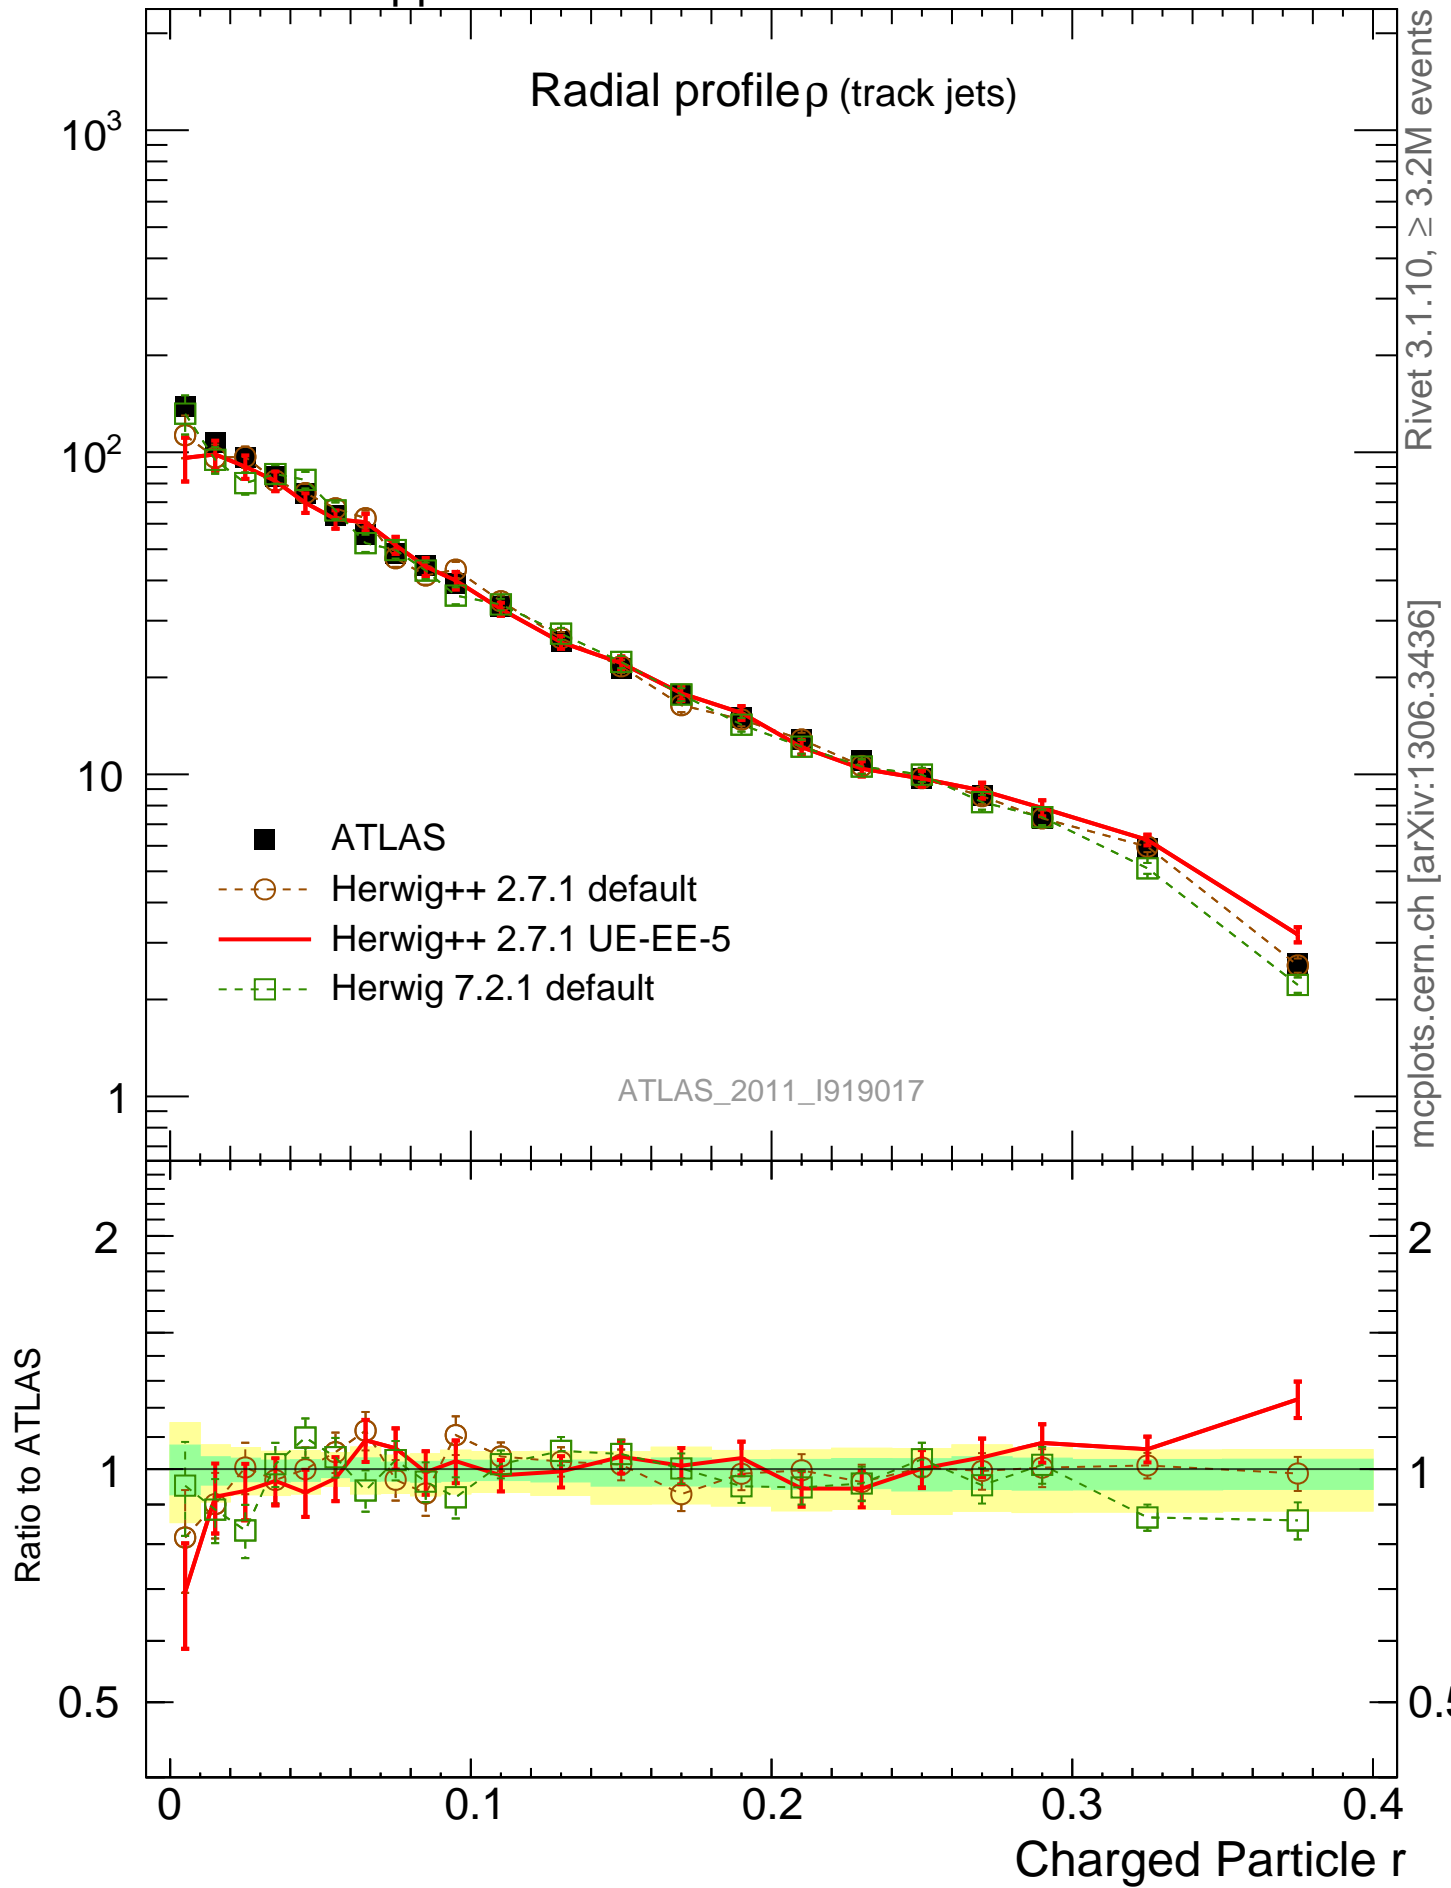 pp
Radial profile ρ (track jets)
10³
10²
10
1
ATLAS
Herwig++ 2.7.1 default
Herwig++ 2.7.1 UE-EE-5
Herwig 7.2.1 default
ATLAS_2011_I919017
Rivet 3.1.10, ≥ 3.2M events
mcplots.cern.ch [arXiv:1306.3436]
Ratio to ATLAS
2
1
0.5
2
1
0.5
0 0.1 0.2 0.3 0.4
Charged Particle r